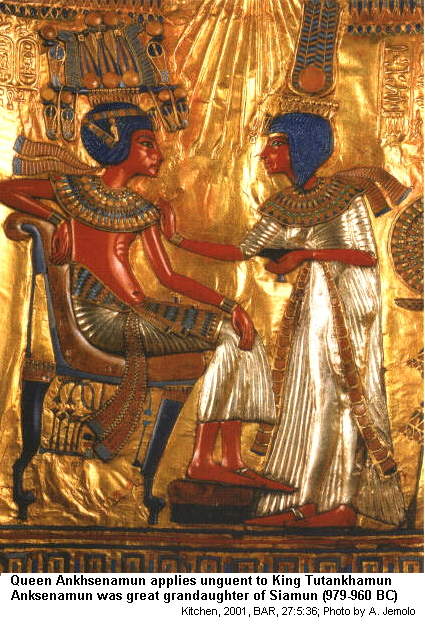 Queen Ankhsenamun applies unguent to King Tutankhamun
Anksenamun was great grandaughter of Siamun (979-960 BC)
Kitchen, 2001, BAR, 27:5:36; Photo by A. Jemolo